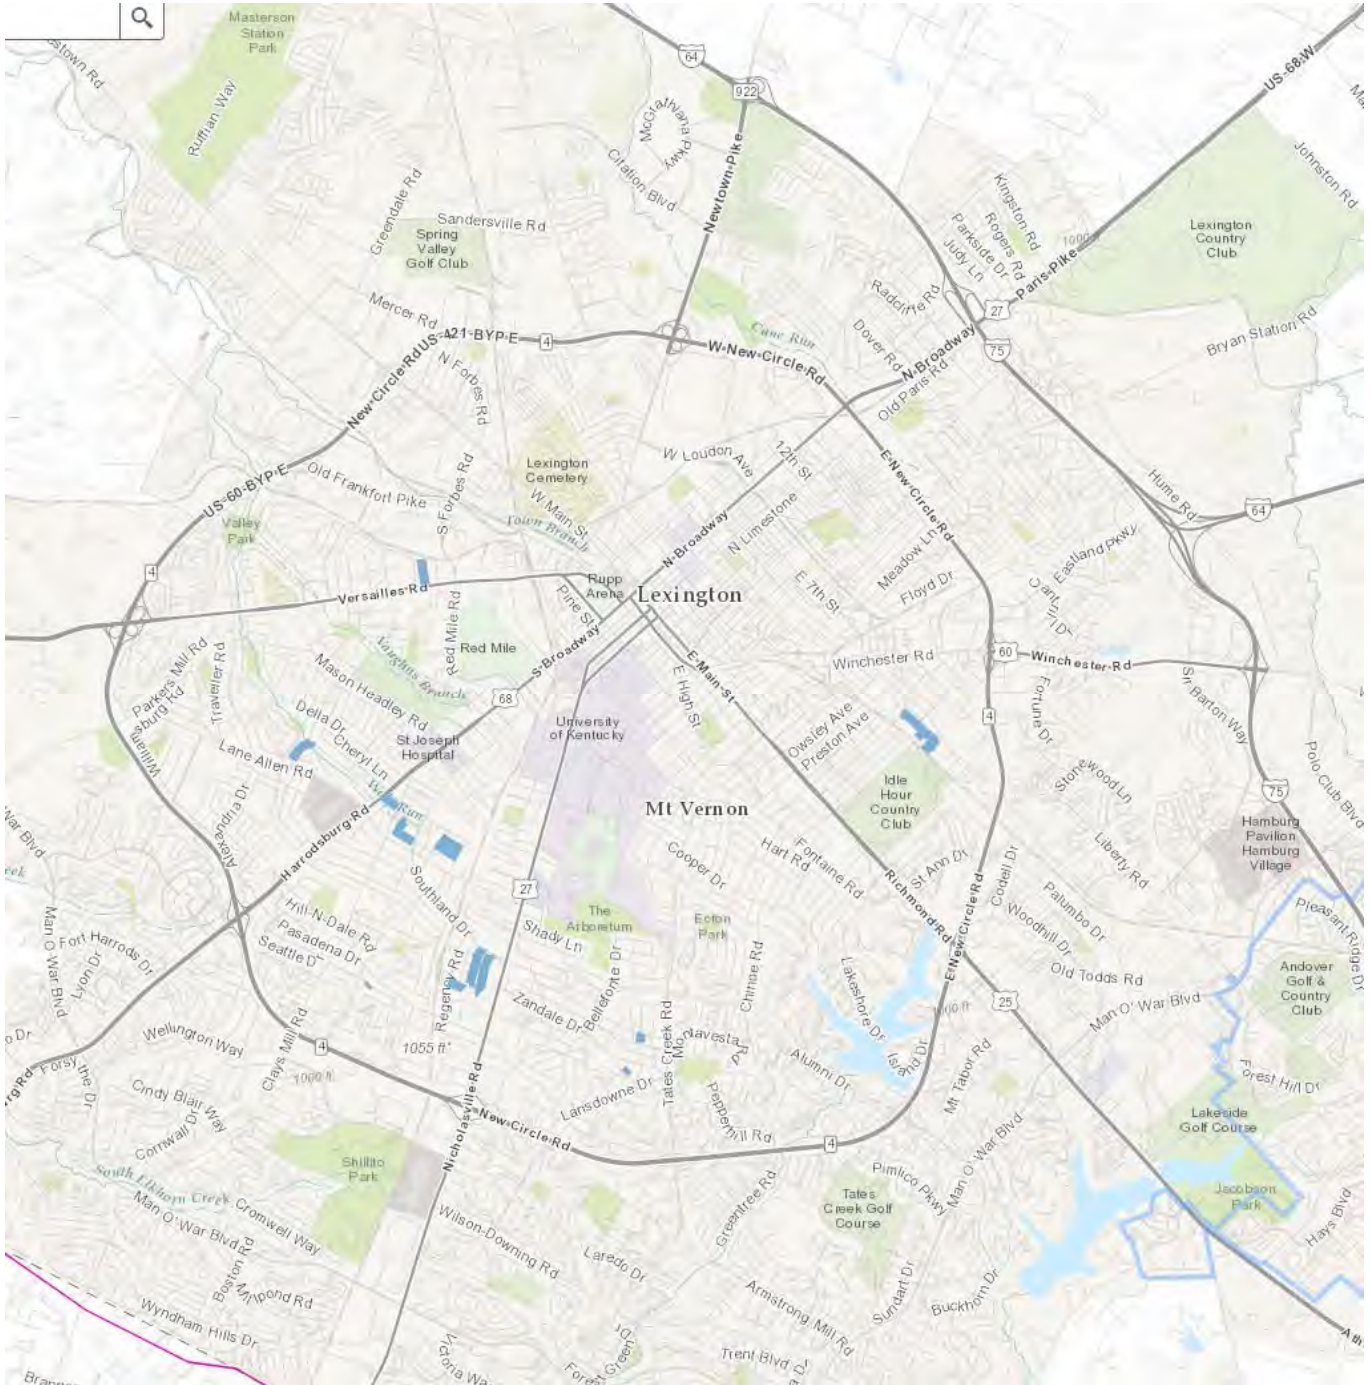 Masterson
Station
Park
Ruffian Way
64
922
US-68-W
Johnston Rd
McGrathiana Pkwy
Citation Blvd
Newtown-Pike
Greendale Rd
Sandersville Rd
Spring
Valley
Golf Club
Kingston Rd
Rogers Rd
Parkside Dr
Judy Ln
Paris-Pike
Lexington
Country
Club
Radcliffe Rd
27
Mercer Rd
4
Cane Run
W-New-Circle-Rd
Dover Rd
N-Broadway
75
Bryan Station Rd
New-Circle-Rd
N Forbes Rd
Old Paris Rd
US-60-BYP-E
Old Frankfort Pike
S Forbes Rd
Lexington
Cemetery
W Loudon Ave
12th St
E-New-Circle-Rd
Hume Rd
64
Valley
Park
W Main St
Town Branch
N-Broadway
N Limestone
Meadow Ln
Floyd Dr
Eastland Pkwy
4
Versailles-Rd
Rupp
Arena
Lexington
E 7th St
Pine St
Red Mile Rd
Red Mile
S-Broadway
E-Main-St
E High St
Winchester Rd
60
Winchester-Rd
Parkers Mill Rd
Traveller Rd
Vaughns Branch
Mason Headley Rd
68
Della Dr
Cheryl Ln
Lane Allen Rd
St Joseph
Hospital
University
of Kentucky
Owsley Ave
Preston Ave
4
Fortune Dr
Sir Barton Way
Polo Club Blvd
Alexandria Dr
Harrodsburg-Rd
Mt Vernon
Idle
Hour
Country
Club
75
Hamburg
Pavilion
Hamburg
Village
Cooper Dr
Hart Rd
Fontaine Rd
St Ann Dr
Codell Dr
Liberty Rd
Southland Dr
27
Richmond-Rd
Palumbo Dr
Woodhill Dr
Pleasant Ridge Dr
Man O War Blvd
Fort Harrods Dr
Lyon Dr
Hill-N-Dale Rd
Pasadena Dr
Shady Ln
The
Arboretum
Ecton
Park
Old Todds Rd
Andover
Golf &
Country
Club
Regency Rd
Zandale Dr
Bellefonte Dr
Chinoe Rd
Lakeshore Dr
E-New-Circle-Rd
25
Man O' War Blvd
Wellington Way
Clays Mill Rd
4
1055 ft
1000 ft
Tates Creek Rd
Alumni Dr
Island Dr
1000 ft
Mt Tabor Rd
Forest Hill Dr
Cindy Blair Way
Cornwall Dr
Nicholasville-Rd
New-Circle-Rd
Lansdowne Dr
Pepperhill Rd
4
Man O' War Blvd
Lakeside
Golf Course
Shillito
Park
South Elkhorn Creek
Man O' War Blvd
Cromwell Way
Wilson-Downing Rd
Greentree Rd
Pimlico Pkwy
Tates
Creek Golf
Course
Jacobson
Park
Hays Blvd
Boston Rd
Laredo Dr
Armstrong Mill Rd
Sundart Dr
Buckhorn Dr
Wyndham Hills Dr
Trent Blvd